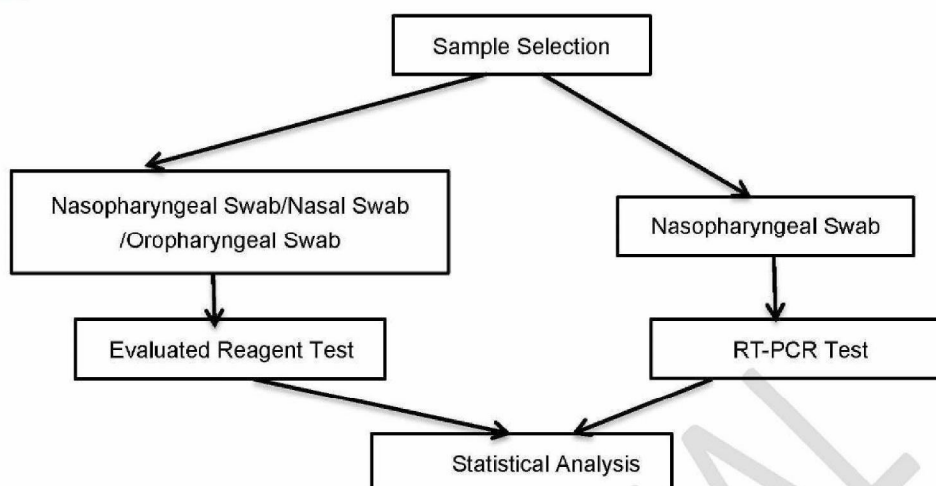 Sample Selection
Nasopharyngeal Swab/Nasal Swab
/Oropharyngeal Swab
Nasopharyngeal Swab
Evaluated Reagent Test
RT-PCR Test
Statistical Analysis